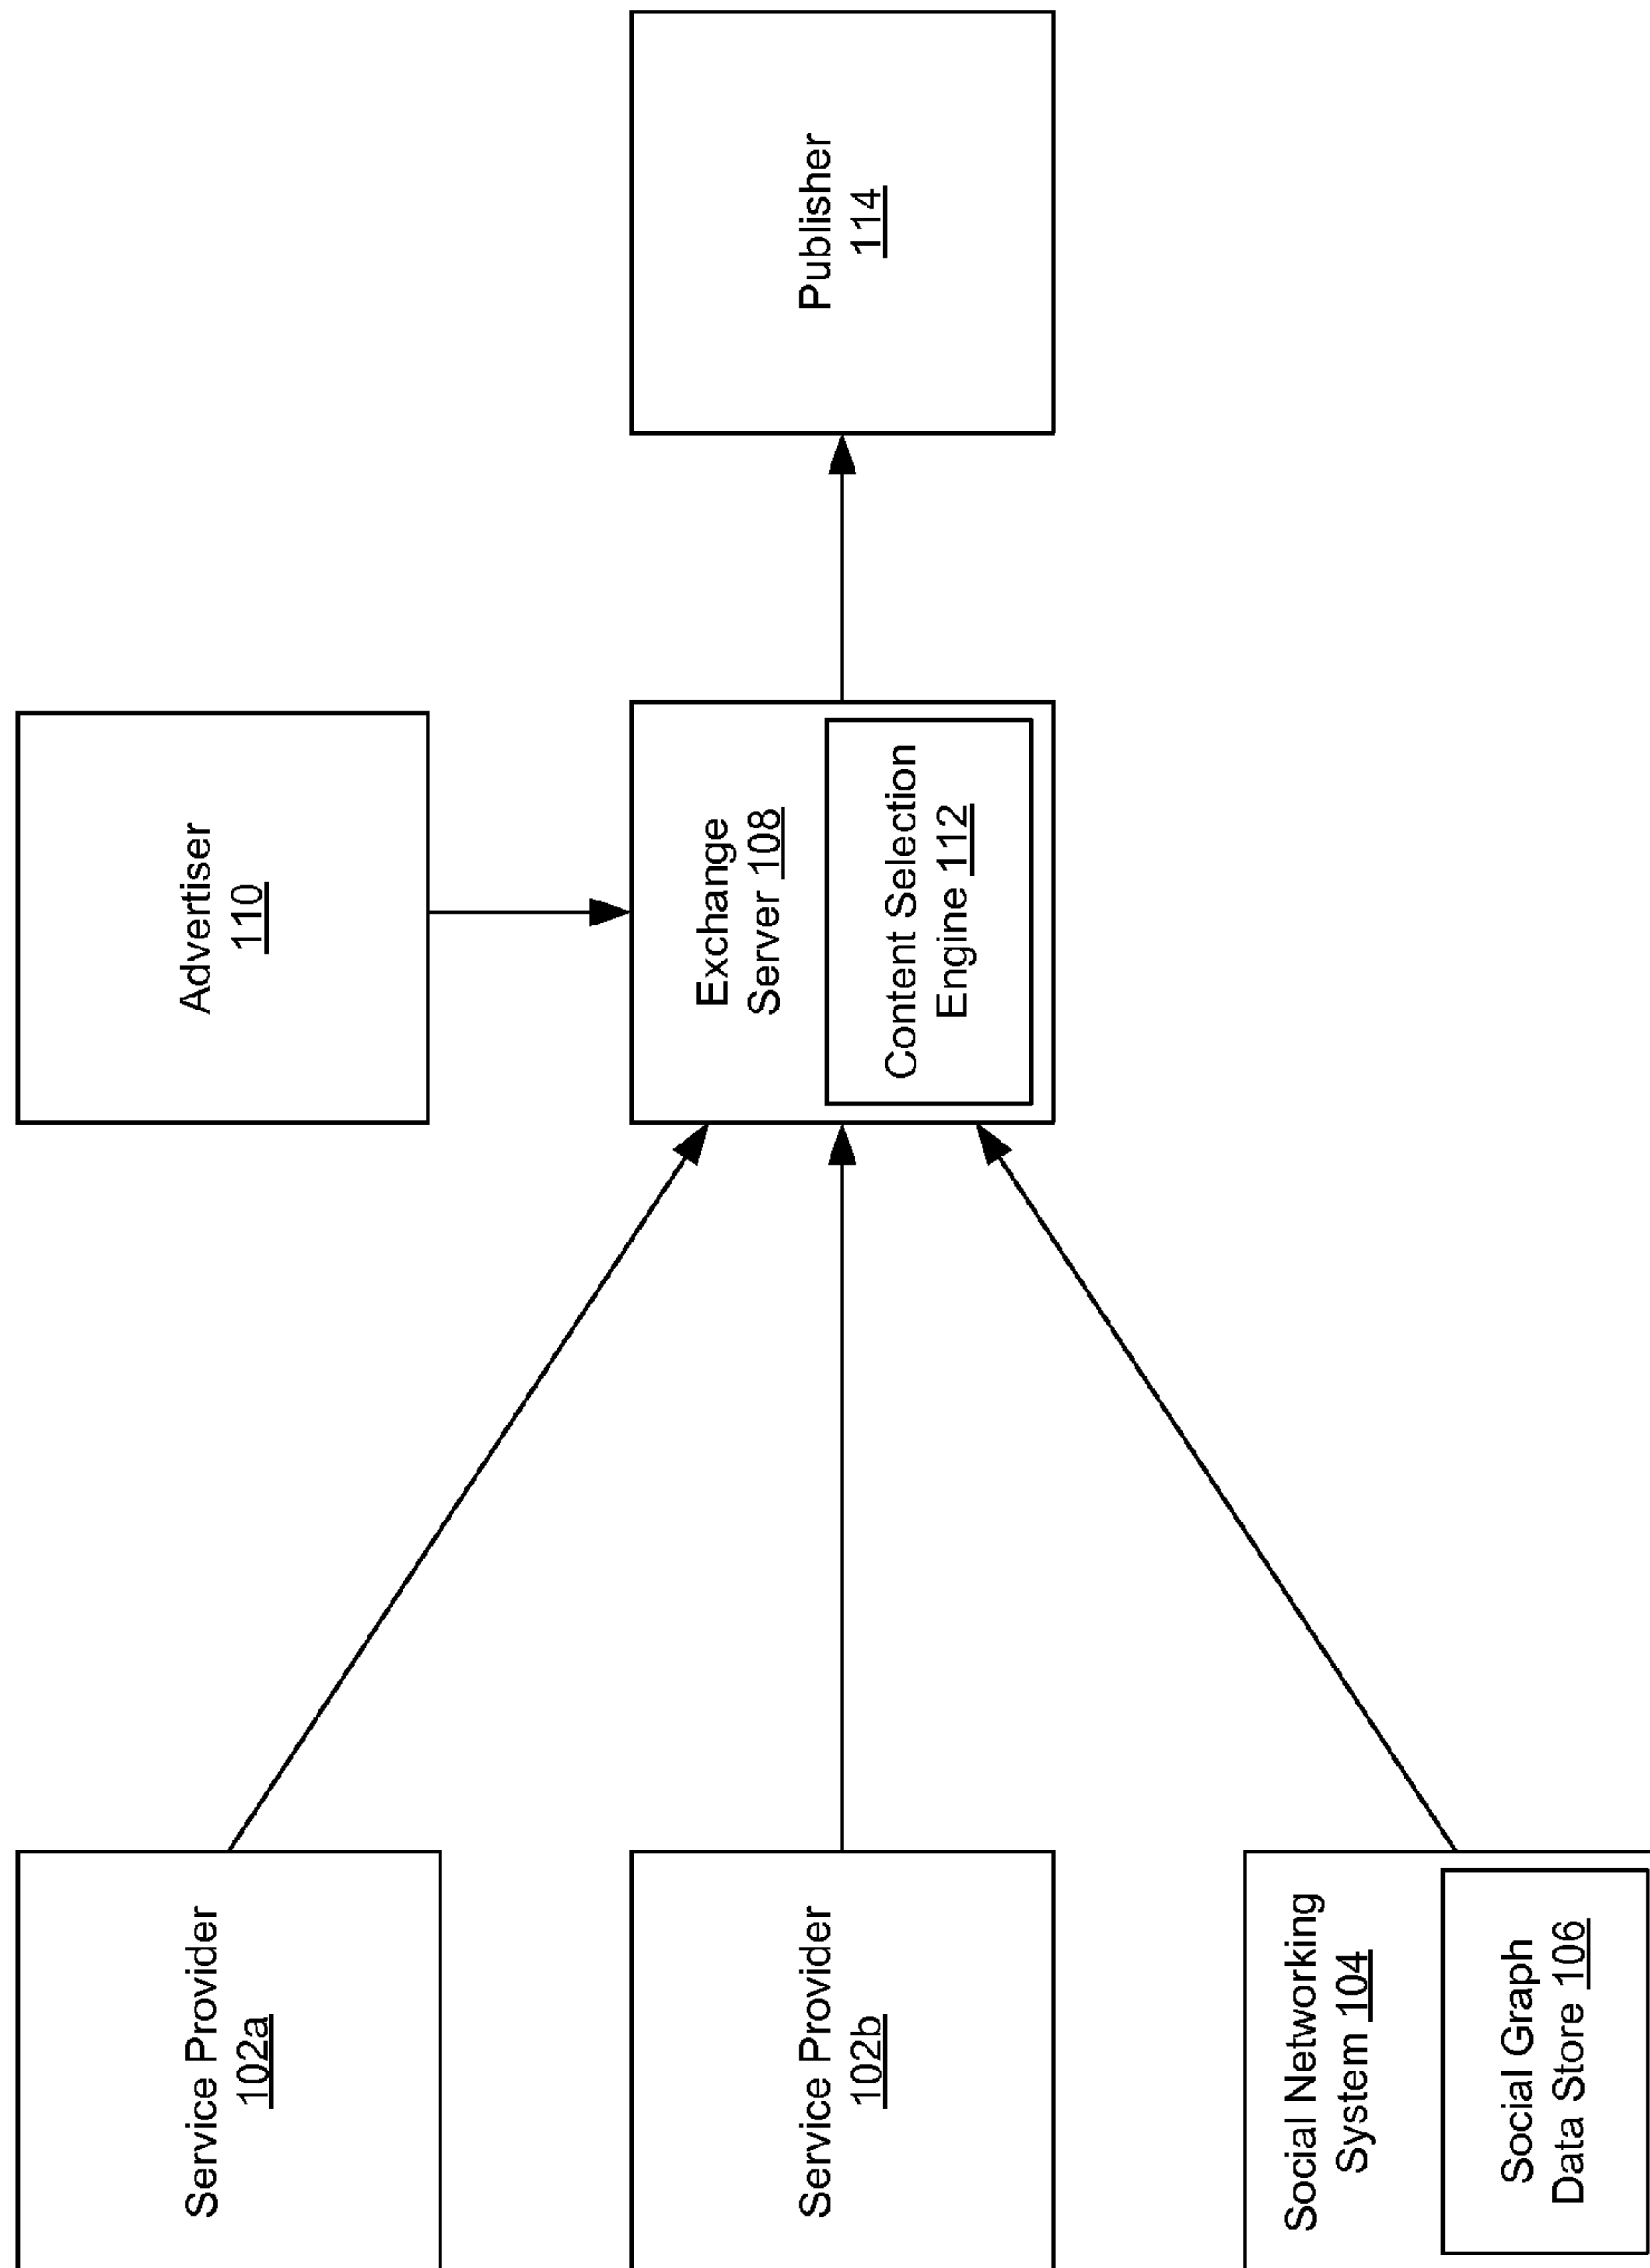 Service Provider
102a
Service Provider
102b
Social Networking
System 104
Social Graph
Data Store 106
Advertiser
110
Exchange
Server 108
Content Selection
Engine 112
Publisher
114